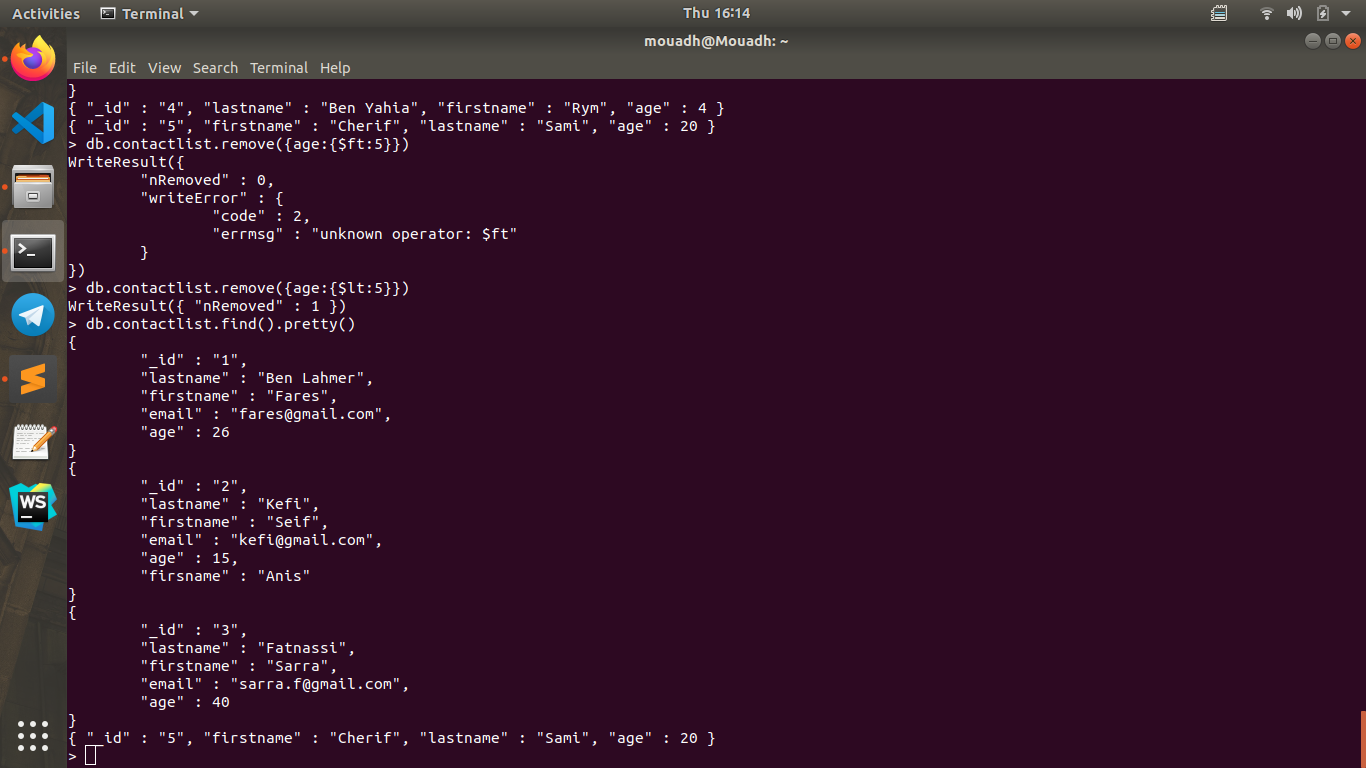 Activities Terminal Thu 16:14
mouadh@Mouadh: ~
File Edit View Search Terminal Help
}
{ "_id" : "4", "lastname" : "Ben Yahia", "firstname" : "Rym", "age" : 4 }
{ "_id" : "5", "firstname" : "Cherif", "lastname" : "Sami", "age" : 20 }
> db.contactlist.remove({age:{$ft:5}})
WriteResult({
        "nRemoved" : 0,
        "writeError" : {
                "code" : 2,
                "errmsg" : "unknown operator: $ft"
        }
})
> db.contactlist.remove({age:{$lt:5}})
WriteResult({ "nRemoved" : 1 })
> db.contactlist.find().pretty()
{
        "_id" : "1",
        "lastname" : "Ben Lahmer",
        "firstname" : "Fares",
        "email" : "fares@gmail.com",
        "age" : 26
}
{
        "_id" : "2",
        "lastname" : "Kefi",
        "firstname" : "Seif",
        "email" : "kefi@gmail.com",
        "age" : 15,
        "firsname" : "Anis"
}
{
        "_id" : "3",
        "lastname" : "Fatnassi",
        "firstname" : "Sarra",
        "email" : "sarra.f@gmail.com",
        "age" : 40
}
{ "_id" : "5", "firstname" : "Cherif", "lastname" : "Sami", "age" : 20 }
>
WS